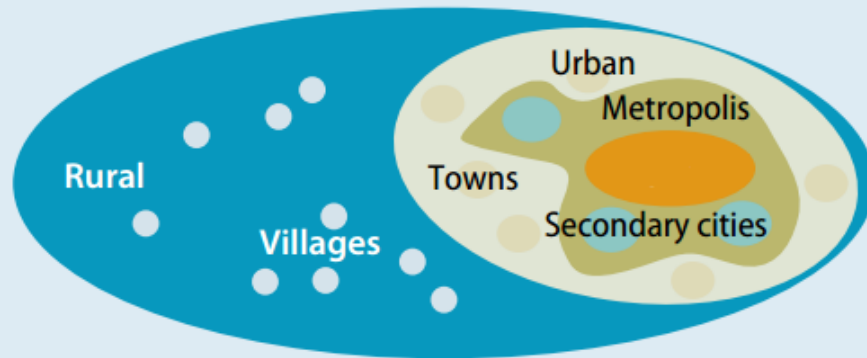 Urban
Metropolis
Rural
Towns
Secondary cities
Villages